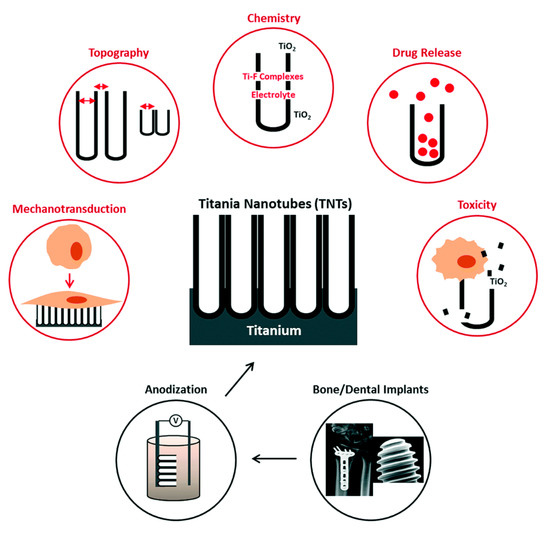 Chemistry
Topography
Drug Release
TiO2
Ti-F Complexes
Electrolyte
TiO2
Mechanotransduction
Titania Nanotubes (TNTs)
Toxicity
TiO2
Titanium
Anodization
Bone/Dental Implants
V